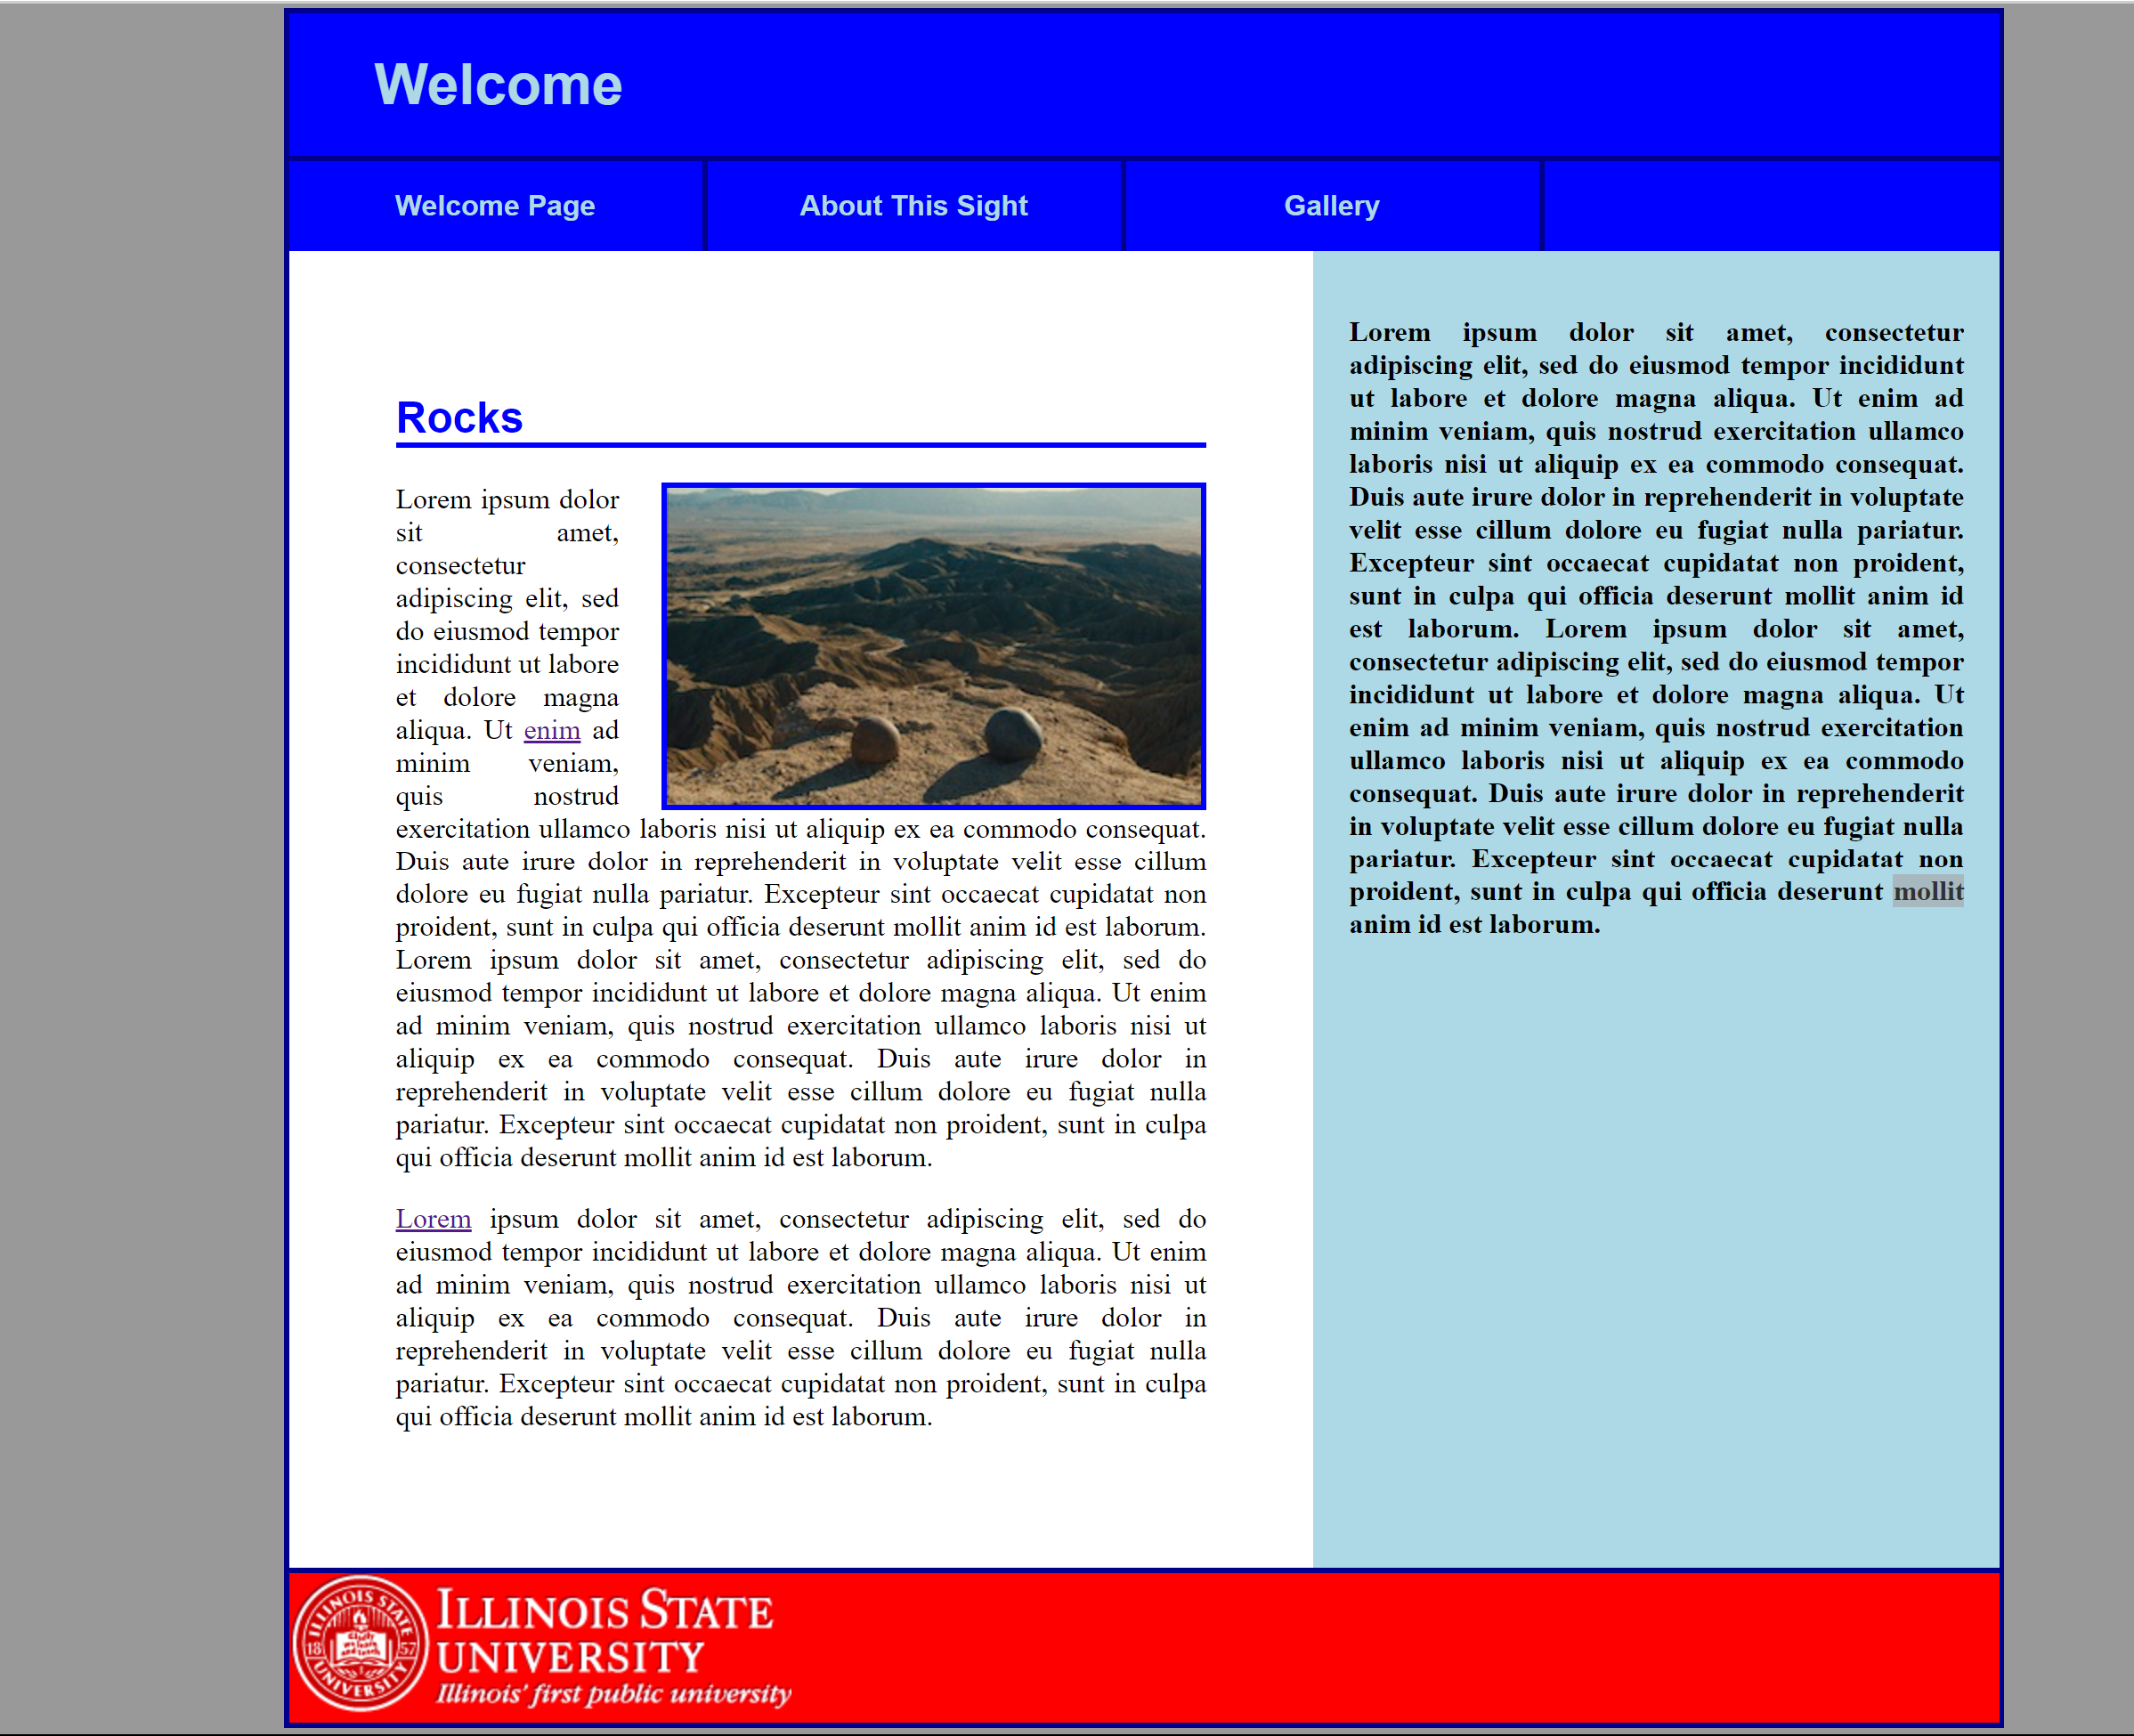 Welcome
Welcome Page
About This Sight
Gallery
Rocks
Lorem ipsum dolor
sit amet,
consectetur
adipiscing elit, sed
do eiusmod tempor
incididunt ut labore
et dolore magna
aliqua. Ut enim ad
minim veniam,
quis nostrud
exercitation ullamco laboris nisi ut aliquip ex ea commodo consequat.
Duis aute irure dolor in reprehenderit in voluptate velit esse cillum
dolore eu fugiat nulla pariatur. Excepteur sint occaecat cupidatat non
proident, sunt in culpa qui officia deserunt mollit anim id est laborum.
Lorem ipsum dolor sit amet, consectetur adipiscing elit, sed do
eiusmod tempor incididunt ut labore et dolore magna aliqua. Ut enim
ad minim veniam, quis nostrud exercitation ullamco laboris nisi ut
aliquip ex ea commodo consequat. Duis aute irure dolor in
reprehenderit in voluptate velit esse cillum dolore eu fugiat nulla
pariatur. Excepteur sint occaecat cupidatat non proident, sunt in culpa
qui officia deserunt mollit anim id est laborum.
Lorem ipsum dolor sit amet, consectetur adipiscing elit, sed do
eiusmod tempor incididunt ut labore et dolore magna aliqua. Ut enim
ad minim veniam, quis nostrud exercitation ullamco laboris nisi ut
aliquip ex ea commodo consequat. Duis aute irure dolor in
reprehenderit in voluptate velit esse cillum dolore eu fugiat nulla
pariatur. Excepteur sint occaecat cupidatat non proident, sunt in culpa
qui officia deserunt mollit anim id est laborum.
Lorem ipsum dolor sit amet, consectetur
adipiscing elit, sed do eiusmod tempor incididunt
ut labore et dolore magna aliqua. Ut enim ad
minim veniam, quis nostrud exercitation ullamco
laboris nisi ut aliquip ex ea commodo consequat.
Duis aute irure dolor in reprehenderit in voluptate
velit esse cillum dolore eu fugiat nulla pariatur.
Excepteur sint occaecat cupidatat non proident,
sunt in culpa qui officia deserunt mollit anim id
est laborum. Lorem ipsum dolor sit amet,
consectetur adipiscing elit, sed do eiusmod tempor
incididunt ut labore et dolore magna aliqua. Ut
enim ad minim veniam, quis nostrud exercitation
ullamco laboris nisi ut aliquip ex ea commodo
consequat. Duis aute irure dolor in reprehenderit
in voluptate velit esse cillum dolore eu fugiat nulla
pariatur. Excepteur sint occaecat cupidatat non
proident, sunt in culpa qui officia deserunt mollit
anim id est laborum.
ILLINOIS STATE
18 57
UNIVERSITY
ILLINOIS STATE
UNIVERSITY
Illinois' first public university